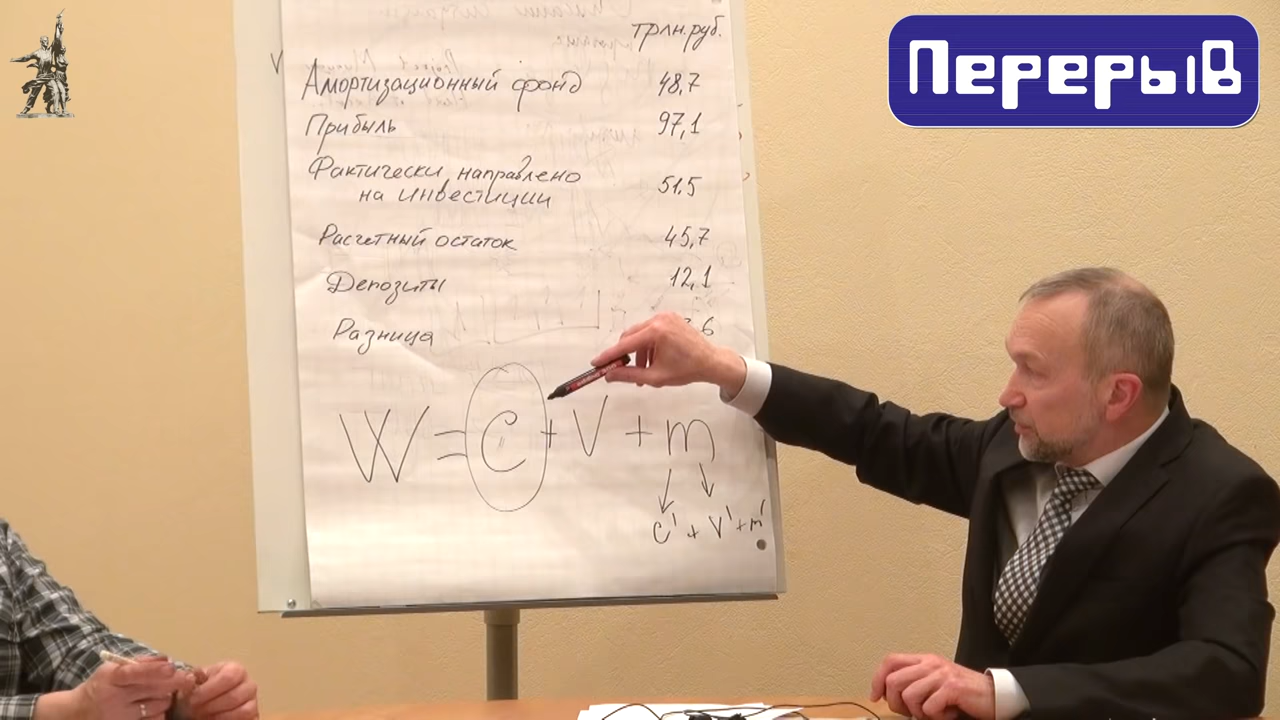 Перерыв
трлн.руб.
Амортизационный фонд 48,7
Прибыль 97,1
Фактически направлено
на инвестиции 51,5
Расчетный остаток 45,7
Депозиты 12,1
Разница
W = C + V + m
C' + V' + m'